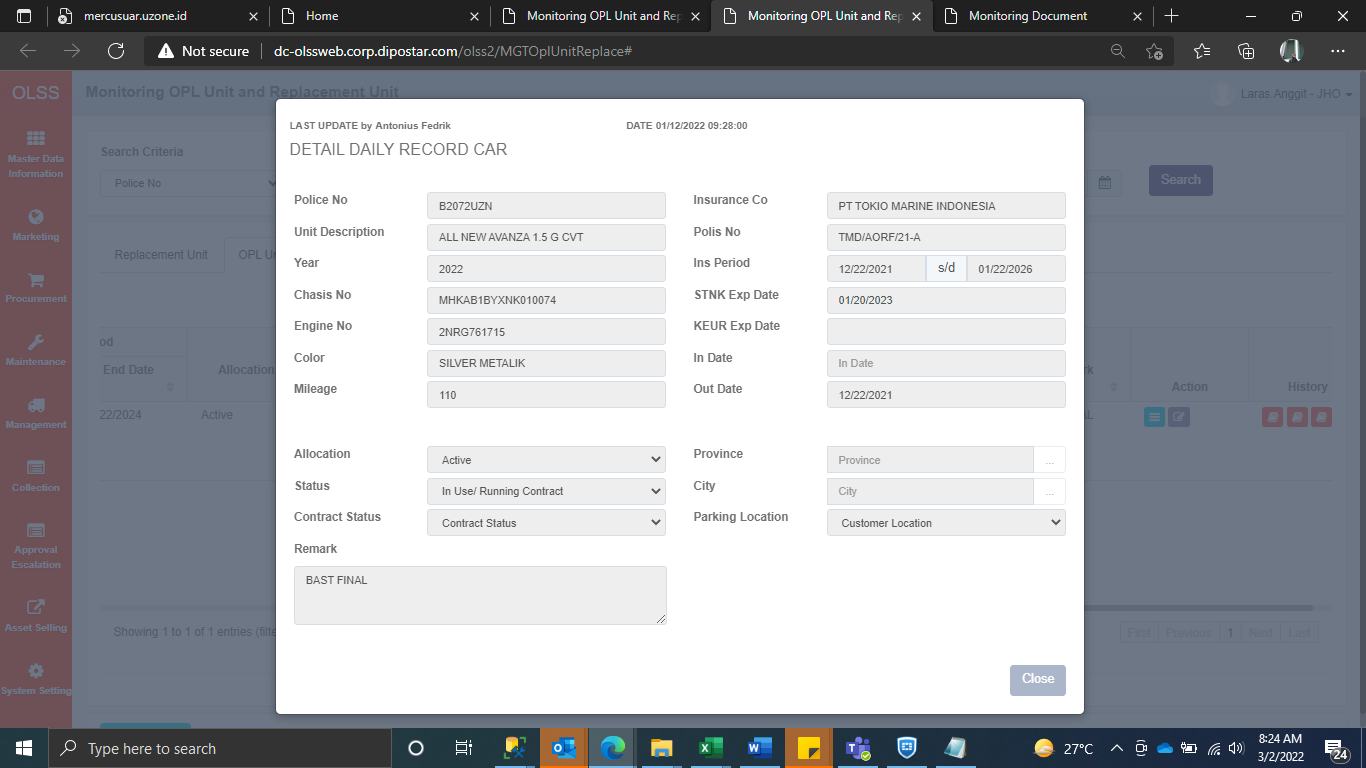 mercusuar.uzone.id
Home
Monitoring OPL Unit and Rep
Monitoring OPL Unit and Rep
Monitoring Document
Not secure
dc-olssweb.corp.dipostar.com/olss2/MGTOplUnitReplace#
OLSS
Monitoring OPL Unit and Replacement Unit
Laras Anggit - JHO
Master Data
Information
Marketing
Procurement
Maintenance
Management
Collection
Approval
Escalation
Asset Selling
System Setting
Search Criteria
Police No
Search
Replacement Unit
OPL Un
od
End Date
Allocation
rk
Action
History
22/2024
Active
AL
Showing 1 to 1 of 1 entries (filte
First
Previous
1
Next
Last
LAST UPDATE by Antonius Fedrik
DATE 01/12/2022 09:28:00
DETAIL DAILY RECORD CAR
Police No
B2072UZN
Insurance Co
PT TOKIO MARINE INDONESIA
Unit Description
ALL NEW AVANZA 1.5 G CVT
Polis No
TMD/AORF/21-A
Year
2022
Ins Period
12/22/2021
s/d
01/22/2026
Chasis No
MHKAB1BYXNK010074
STNK Exp Date
01/20/2023
Engine No
2NRG761715
KEUR Exp Date
Color
SILVER METALIK
In Date
In Date
Mileage
110
Out Date
12/22/2021
Allocation
Active
Province
Province
...
Status
In Use/ Running Contract
City
City
...
Contract Status
Contract Status
Parking Location
Customer Location
Remark
BAST FINAL
Close
Type here to search
27°C
8:24 AM
3/2/2022
24